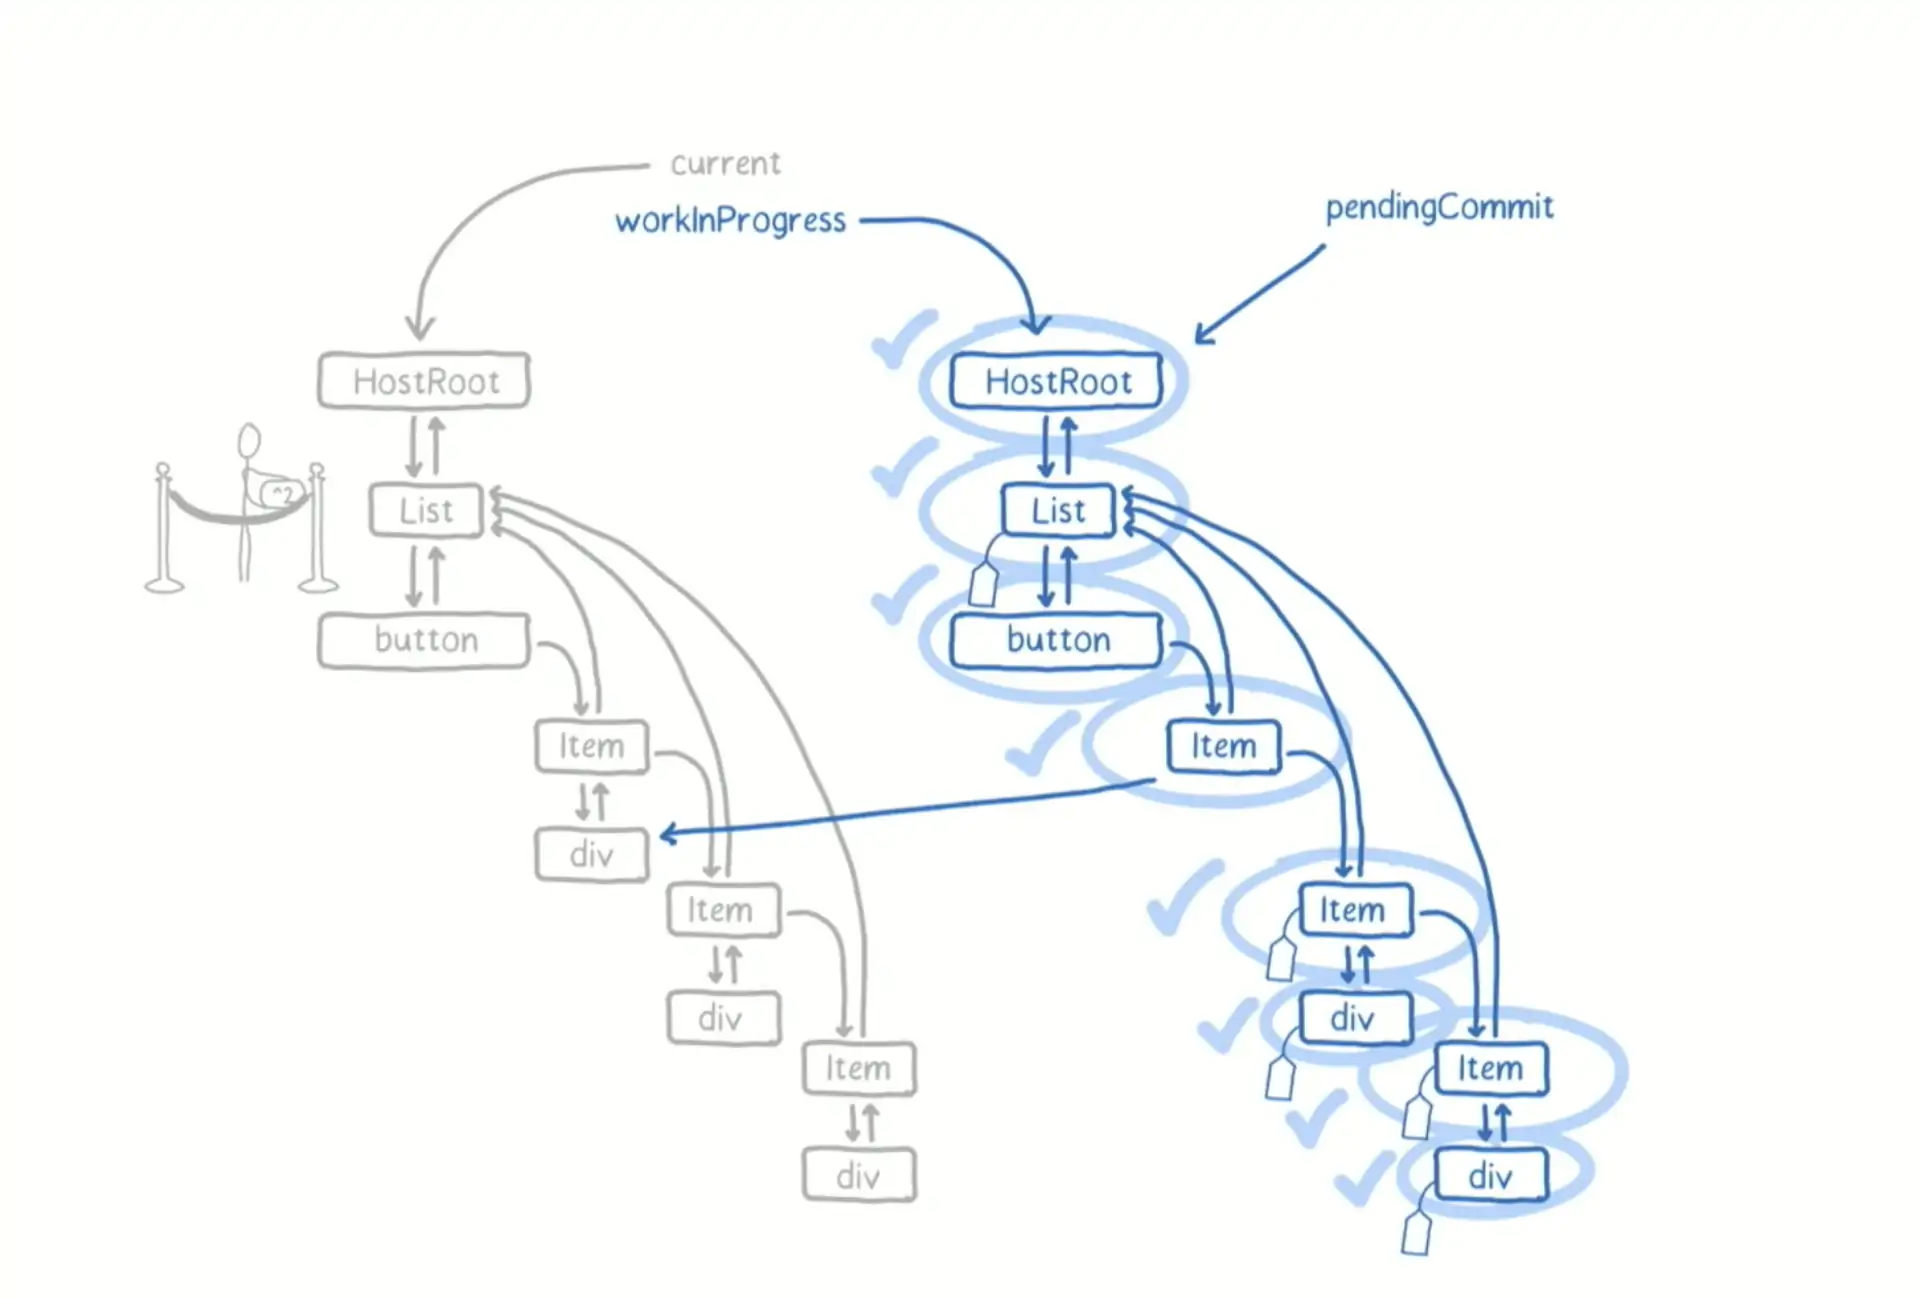 current
workInProgress
pendingCommit
HostRoot
HostRoot
^2
List
List
button
button
Item
Item
div
Item
Item
div
div
Item
Item
div
div